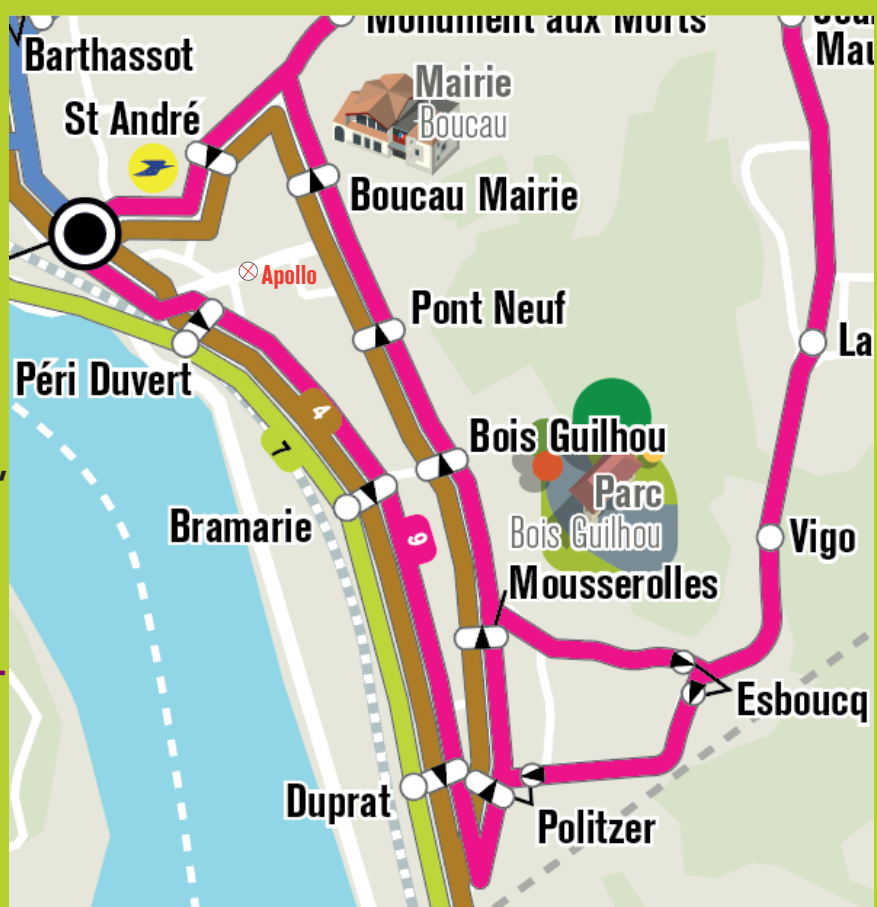 Monument aux Morts
Barthassot
St André
Mairie
Boucau
Boucau Mairie
Apollo
Pont Neuf
La
Péri Duvert
4
7
Bois Guilhou
Parc
Bois Guilhou
Bramarie
9
Vigo
Mousserolles
Esboucq
Duprat
Politzer